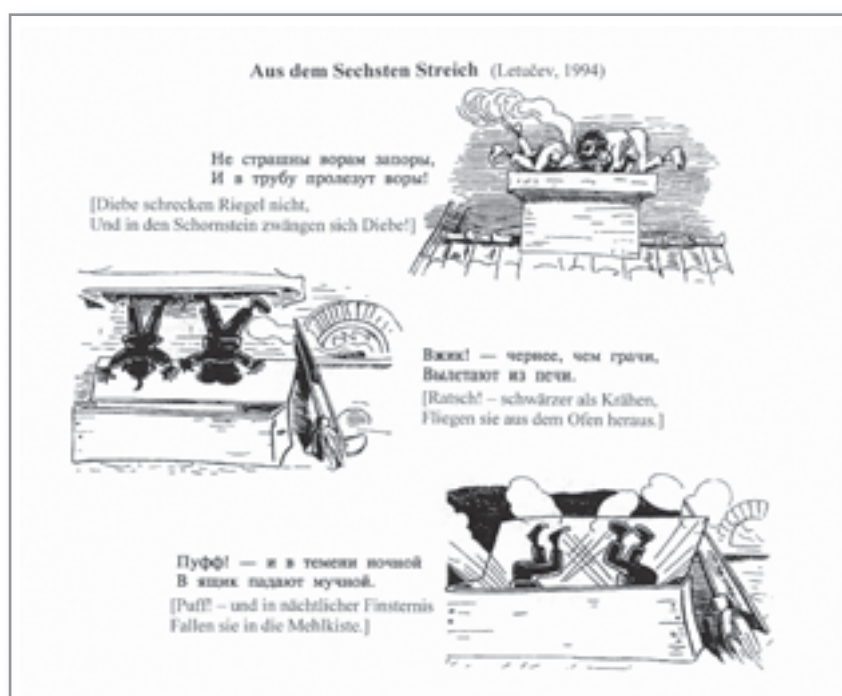 Aus dem Sechsten Streich (Letučev, 1994)
Не страшны ворам запоры,
И в трубу пролезут воры!
[Diebe schrecken Riegel nicht,
Und in den Schornstein zwängen sich Diebe!]
Вжик! — чернее, чем грачи,
Вылетают из печи.
[Ratsch! – schwärzer als Krähen,
Fliegen sie aus dem Ofen heraus.]
Пуфф! — и в темени ночной
В ящик падают мучной.
[Puff! – und in nächtlicher Finsternis
Fallen sie in die Mehlkiste.]